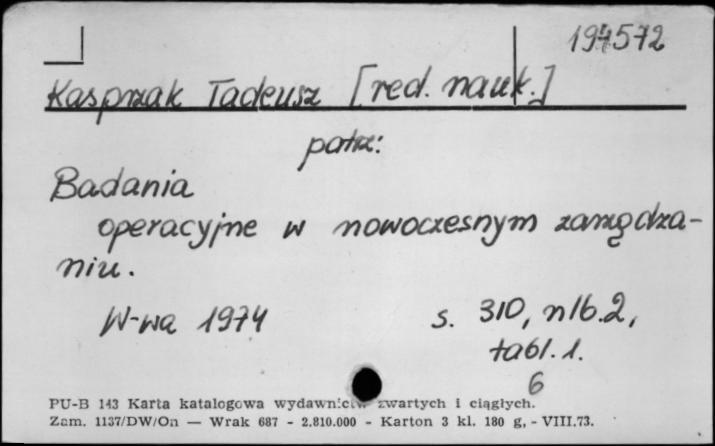 194572
Kasprzak Tadeusz [red. nauk.]
patrz:
Badania
operacyjne w nowoczesnym zarządza-
niu.
W-wa 1974 s. 310, nlb. 2,
tabl. 1.
6
PU-B 143 Karta katalogowa wydawnictw zwartych i ciągłych.
Zam. 1137/DW/On — Wrak 687 - 2.810.000 - Karton 3 kl. 180 g, - VIII.73.